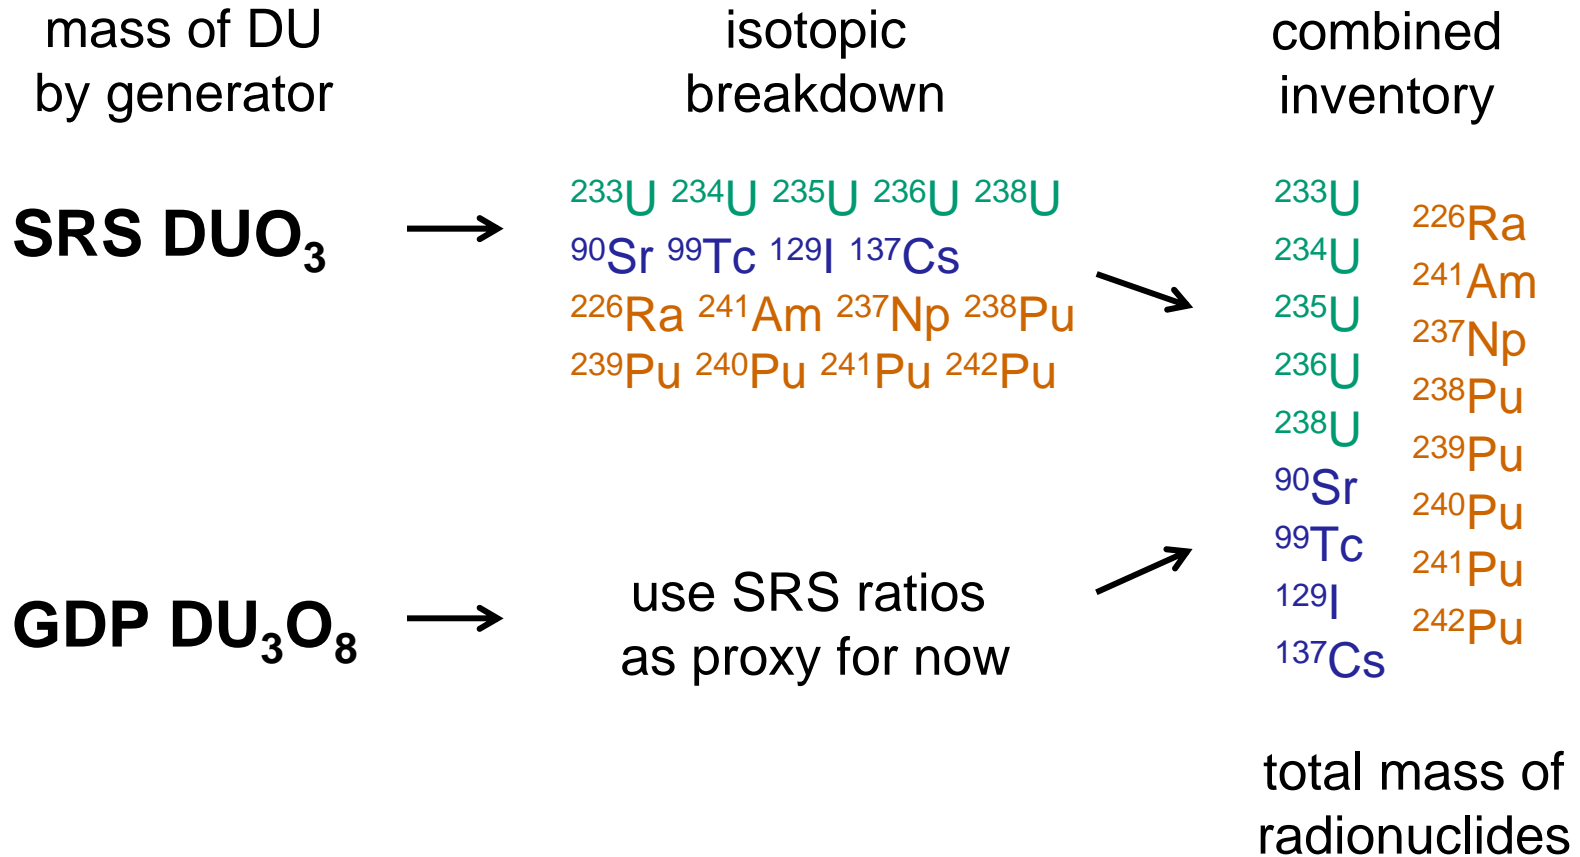 mass of DU
by generator
isotopic
breakdown
combined
inventory
SRS DUO₃
²³³U ²³⁴U ²³⁵U ²³⁶U ²³⁸U
⁹⁰Sr ⁹⁹Tc ¹²⁹I ¹³⁷Cs
²²⁶Ra ²⁴¹Am ²³⁷Np ²³⁸Pu
²³⁹Pu ²⁴⁰Pu ²⁴¹Pu ²⁴²Pu
GDP DU₃O₈
use SRS ratios
as proxy for now
²³³U
²³⁴U
²³⁵U
²³⁶U
²³⁸U
⁹⁰Sr
⁹⁹Tc
¹²⁹I
¹³⁷Cs
²²⁶Ra
²⁴¹Am
²³⁷Np
²³⁸Pu
²³⁹Pu
²⁴⁰Pu
²⁴¹Pu
²⁴²Pu
total mass of
radionuclides